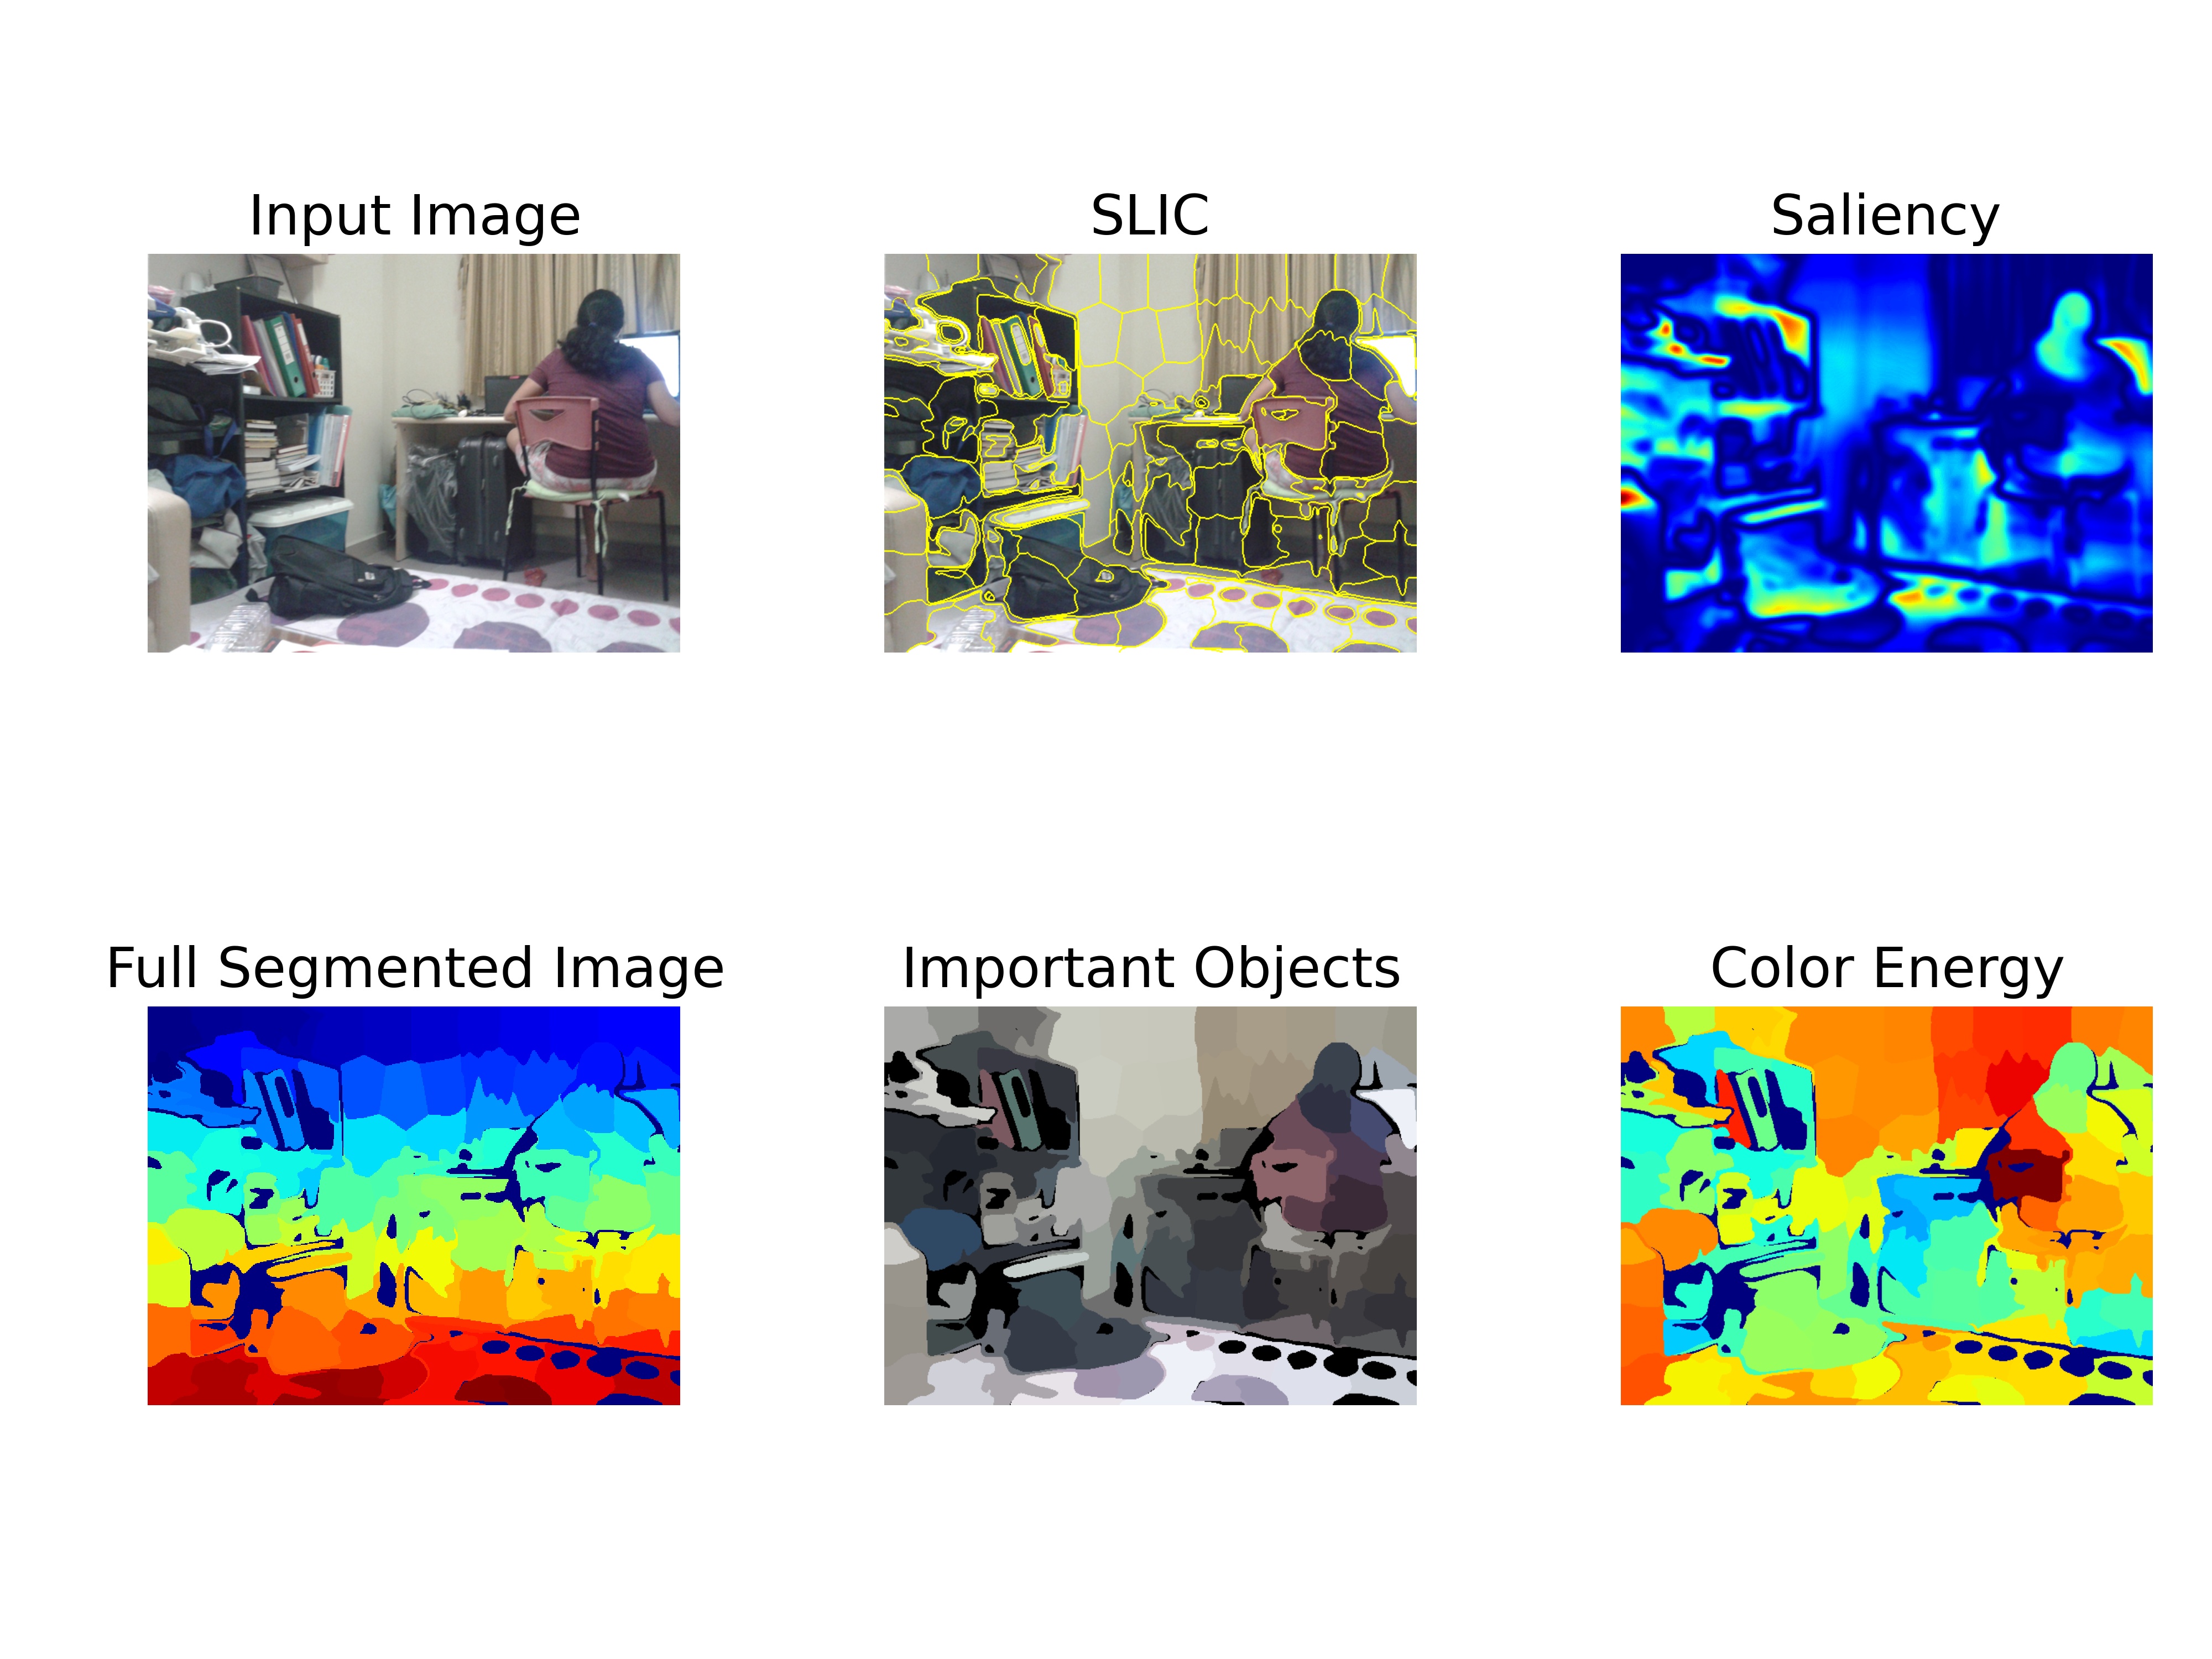 Input Image
SLIC
Saliency
Full Segmented Image
Important Objects
Color Energy